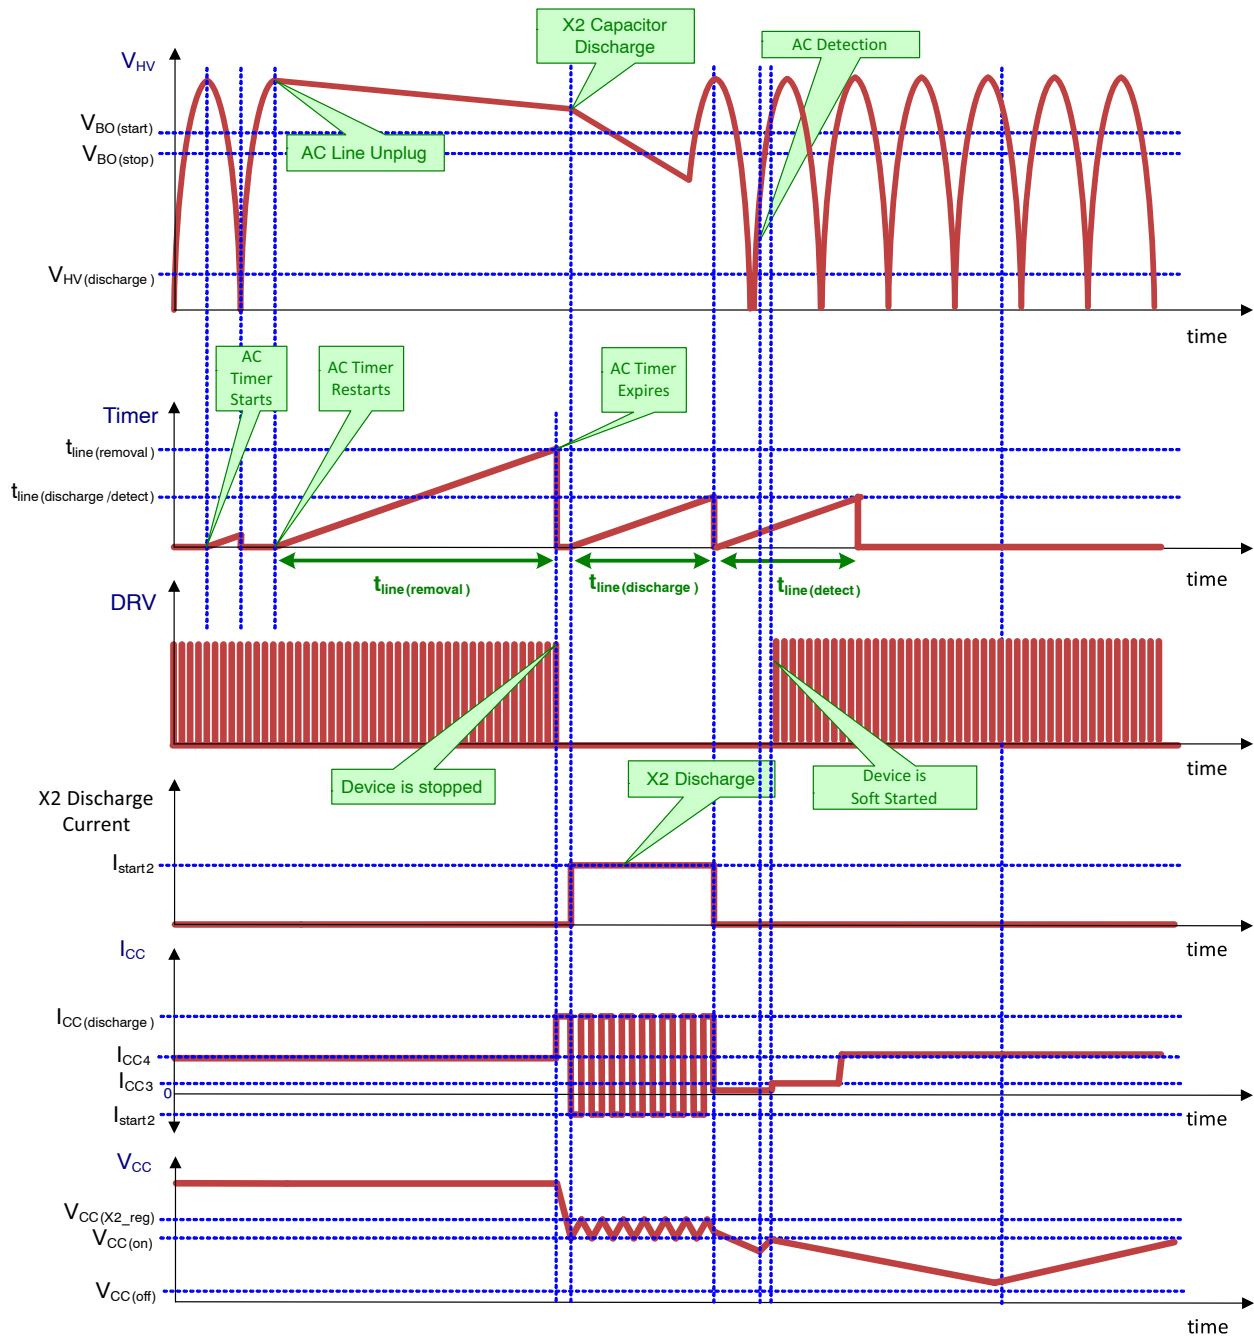 X2 Capacitor
Discharge
AC Detection
VHV
VBO(start)
VBO(stop)
AC Line Unplug
VHV(discharge)
time
AC
Timer
Starts
AC Timer
Restarts
AC Timer
Expires
Timer
tline(removal)
tline(discharge/detect)
time
tline(removal)
tline(discharge)
tline(detect)
DRV
time
Device is stopped
X2 Discharge
Device is
Soft Started
X2 Discharge
Current
Istart2
time
ICC
ICC(discharge)
ICC4
ICC3
0
Istart2
time
VCC
VCC(X2_reg)
VCC(on)
VCC(off)
time